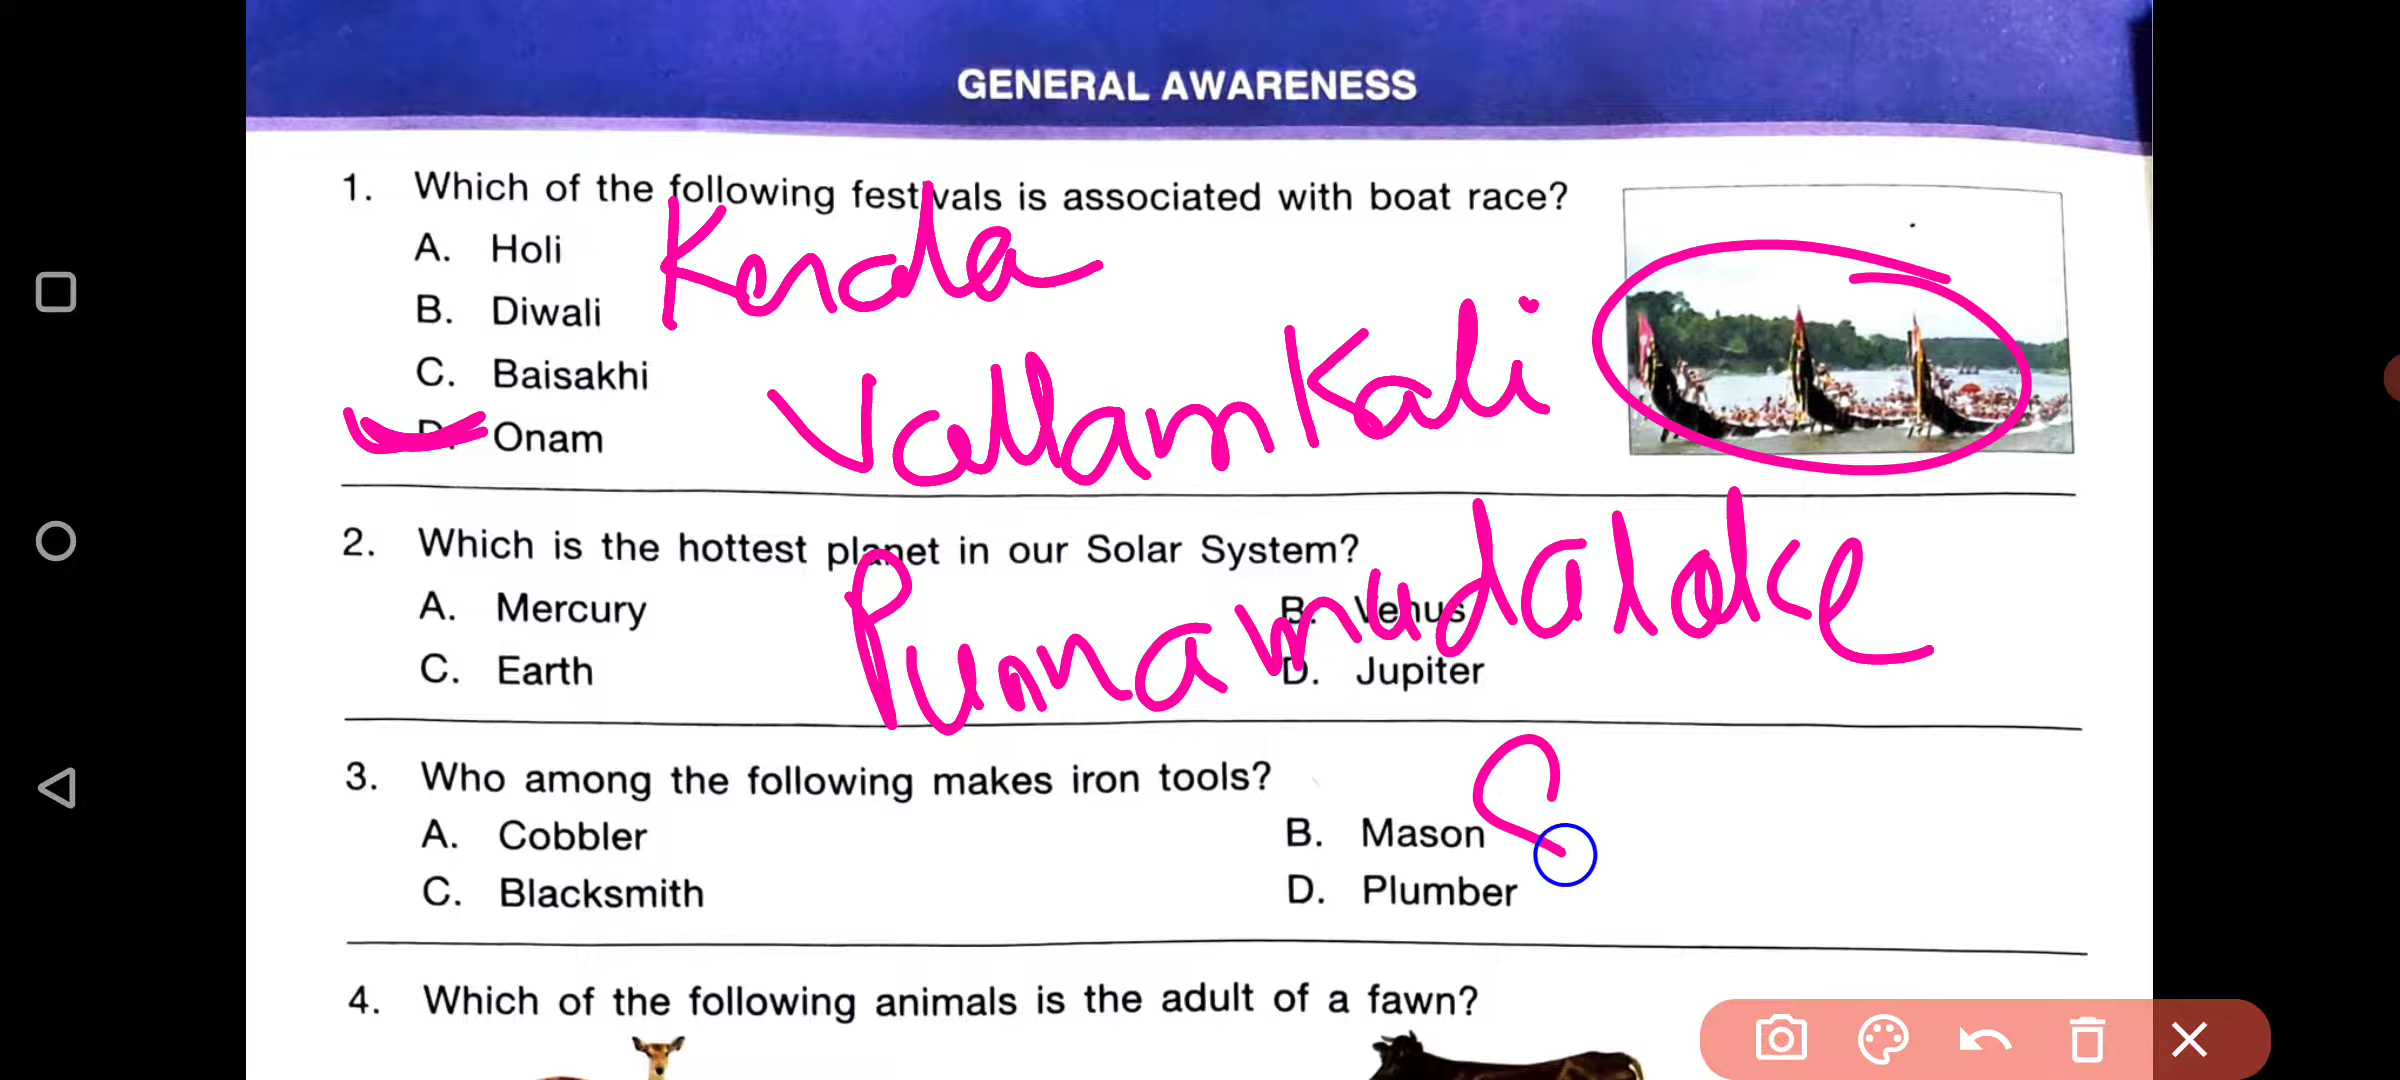 GENERAL AWARENESS
1. Which of the following festivals is associated with boat race?
A. Holi
Kerala
B. Diwali
C. Baisakhi
Vallamkali
D. Onam
2. Which is the hottest planet in our Solar System?
A. Mercury
B. Venus
Punnamadalake
C. Earth
D. Jupiter
3. Who among the following makes iron tools?
A. Cobbler
B. Mason
S
C. Blacksmith
D. Plumber
4. Which of the following animals is the adult of a fawn?